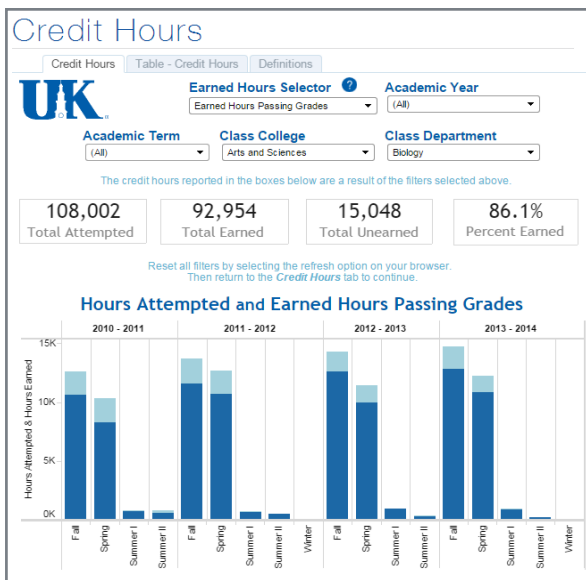 Credit Hours
Credit Hours Table - Credit Hours Definitions
UK
Earned Hours Selector ? Academic Year
Earned Hours Passing Grades (All)
Academic Term Class College Class Department
(All) Arts and Sciences Biology
The credit hours reported in the boxes below are a result of the filters selected above.
108,002 92,954 15,048 86.1%
Total Attempted Total Earned Total Unearned Percent Earned
Reset all filters by selecting the refresh option on your browser.
Then return to the Credit Hours tab to continue.
Hours Attempted and Earned Hours Passing Grades
2010 - 2011 2011 - 2012 2012 - 2013 2013 - 2014
Hours Attempted & Hours Earned
15K
10K
5K
0K
Fall Spring Summer I Summer II Fall Spring Summer I Summer II Winter Fall Spring Summer I Summer II Fall Spring Summer I Summer II Winter